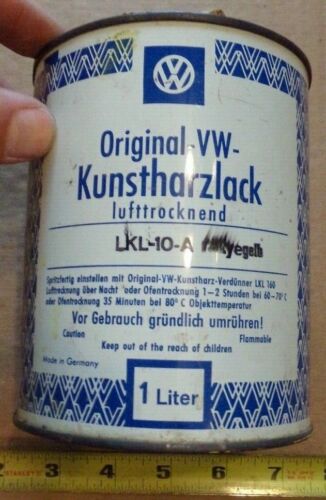 VW
Original-VW-
Kunstharzlack
lufttrocknend
LKL-10-A
Spritzfertig einstellen mit Original-VW-Kunstharz-Verdünner LKL 160
Lufttrocknung über Nacht oder Ofentrocknung 1–2 Stunden bei 60–70° C
oder Ofentrocknung 35 Minuten bei 80° C Objekttemperatur
Vor Gebrauch gründlich umrühren!
Caution Flammable
Keep out of the reach of children
Made in Germany
1 Liter
3 4 5 6 7